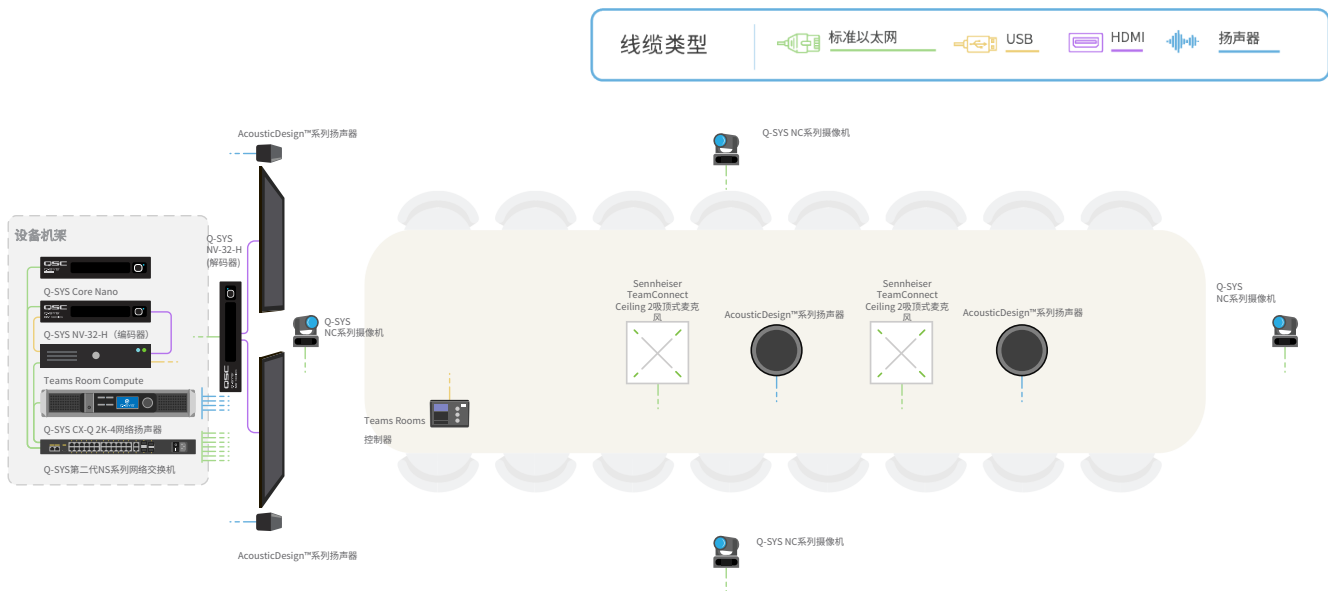 线缆类型
标准以太网
USB
HDMI
扬声器
AcousticDesign™系列扬声器
Q-SYS NC系列摄像机
设备机架
Q-SYS
NV-32-H
(解码器)
QSC
Q-SYS Core Nano
QSC
Q-SYS NV-32-H（编码器）
Teams Room Compute
Q-SYS CX-Q 2K-4网络扬声器
Q-SYS第二代NS系列网络交换机
QSC
Q-SYS
NC系列摄像机
Sennheiser
TeamConnect
Ceiling 2吸顶式麦克
风
AcousticDesign™系列扬声器
Sennheiser
TeamConnect
Ceiling 2吸顶式麦克
风
AcousticDesign™系列扬声器
Q-SYS
NC系列摄像机
Teams Rooms
控制器
AcousticDesign™系列扬声器
Q-SYS NC系列摄像机